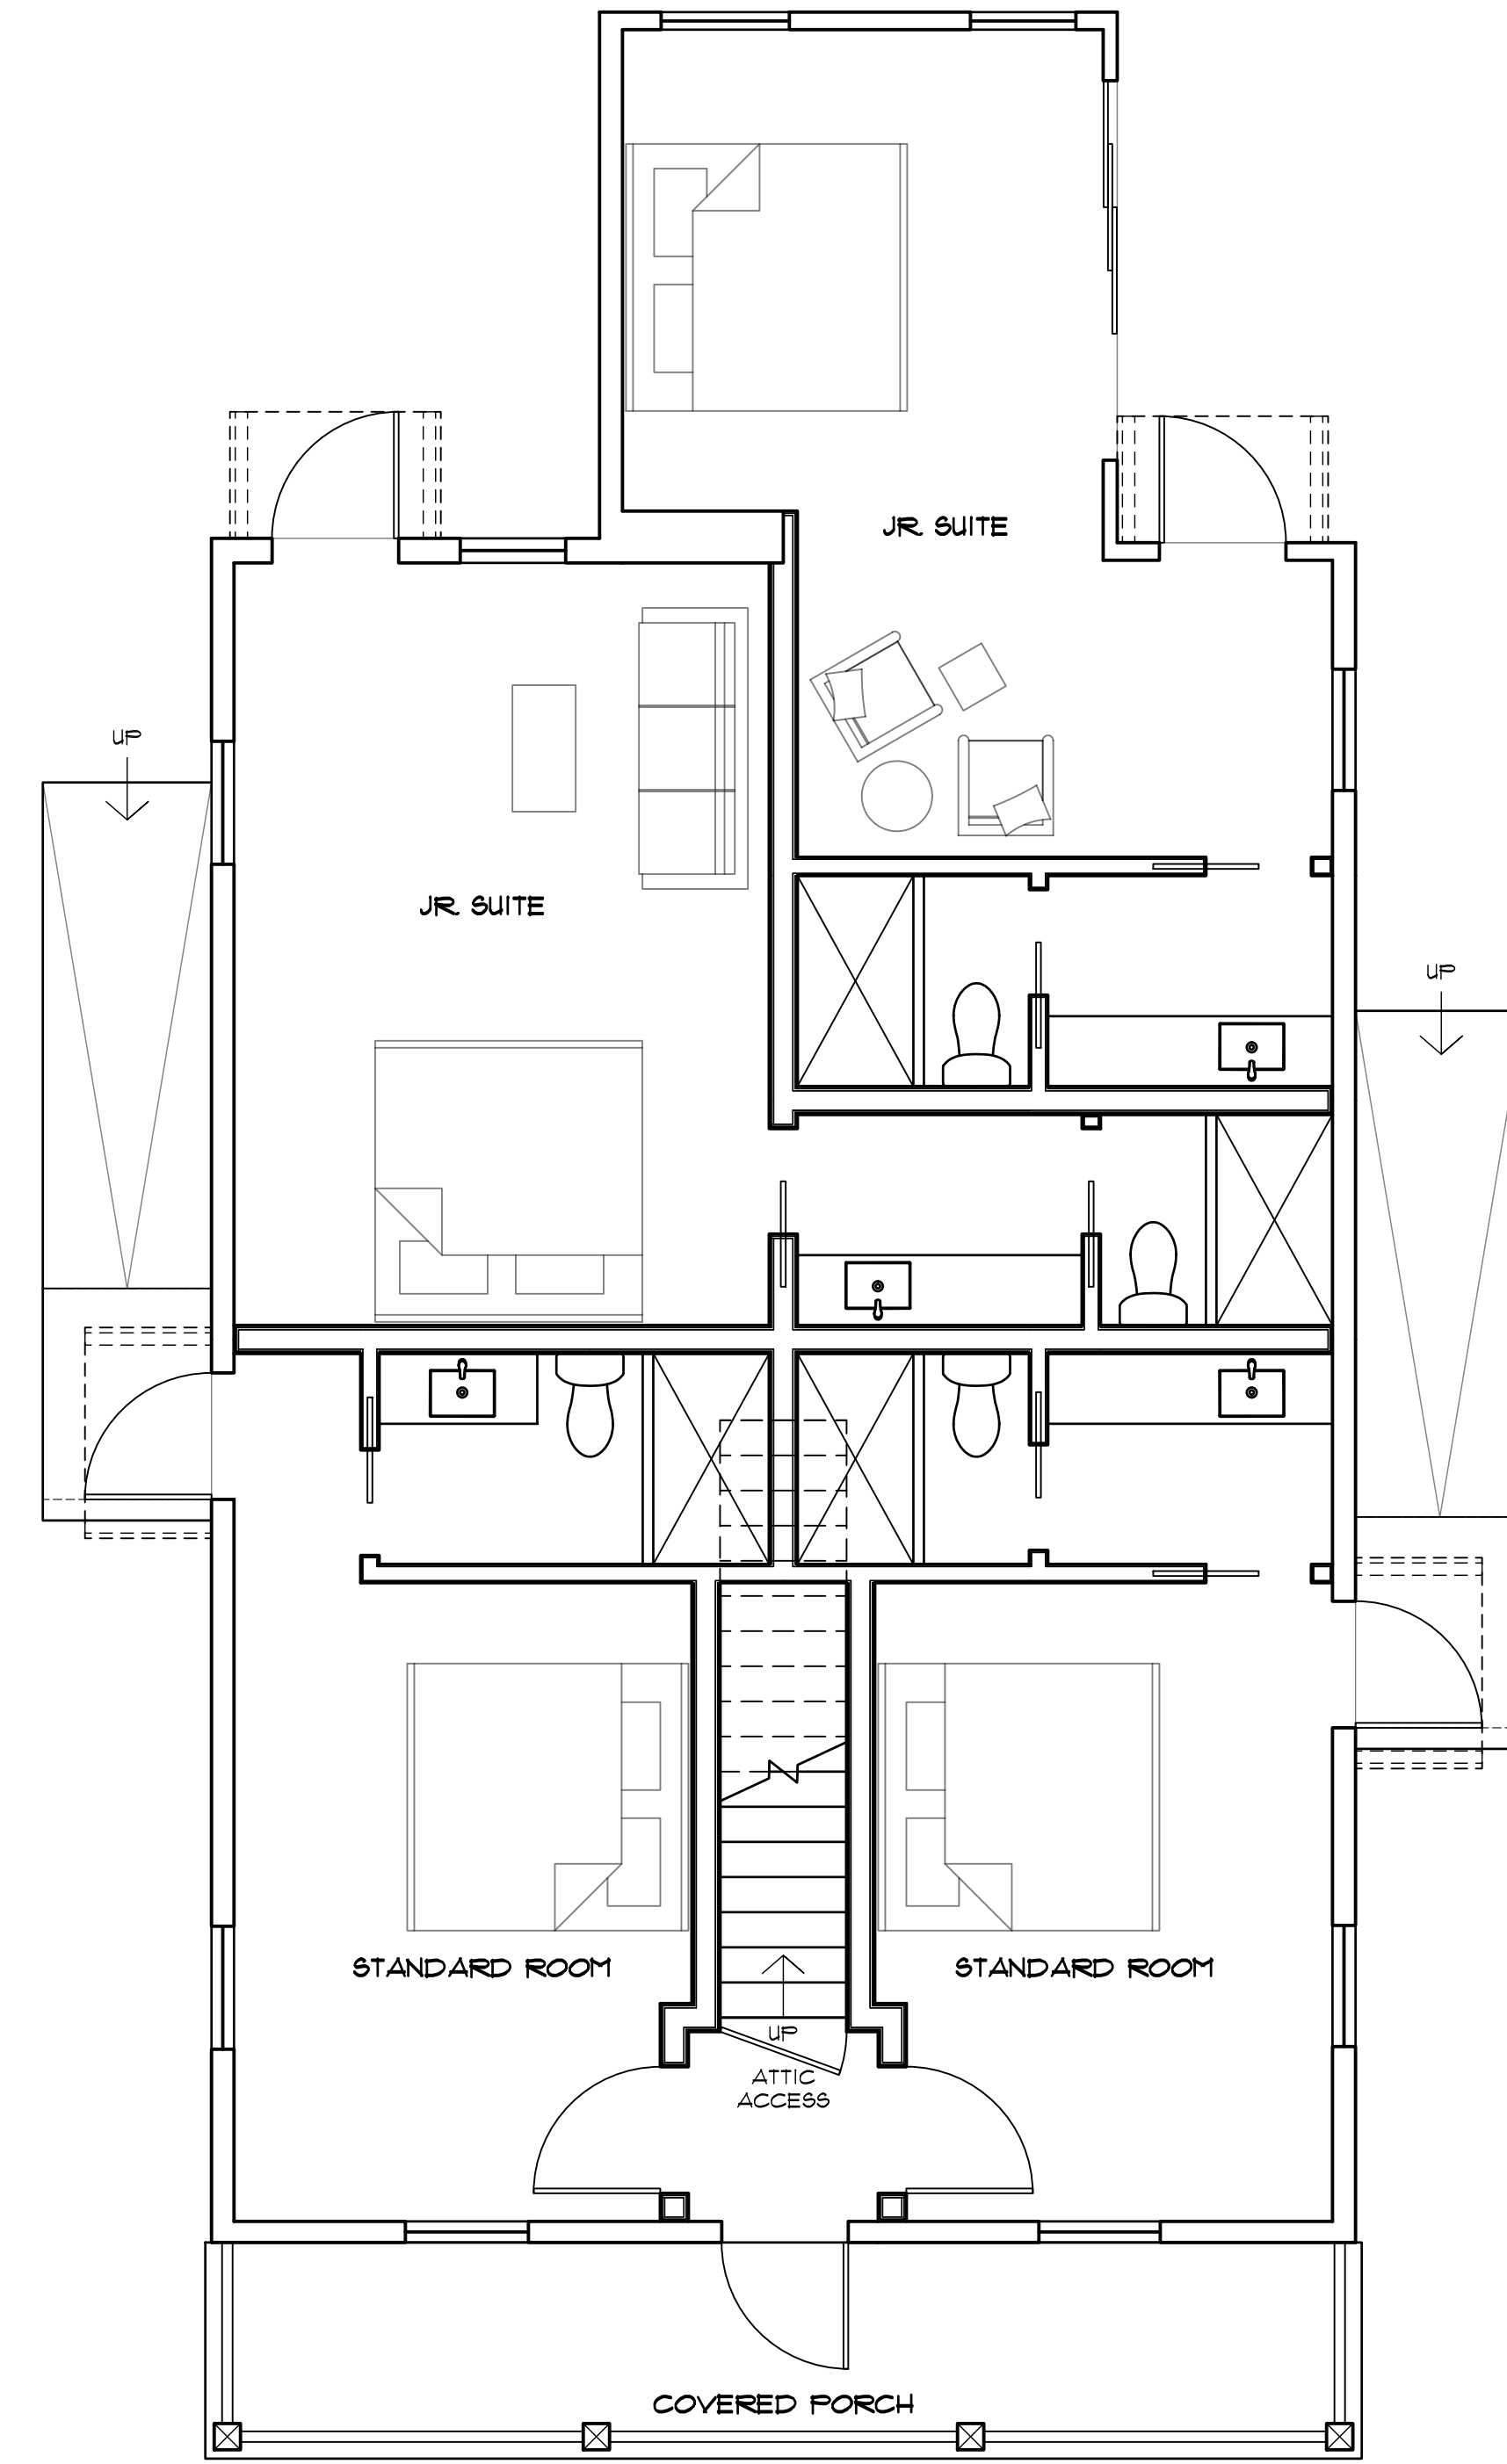 JR. SUITE
UP
JR. SUITE
UP
STANDARD ROOM
STANDARD ROOM
UP
ATTIC
ACCESS
COVERED PORCH